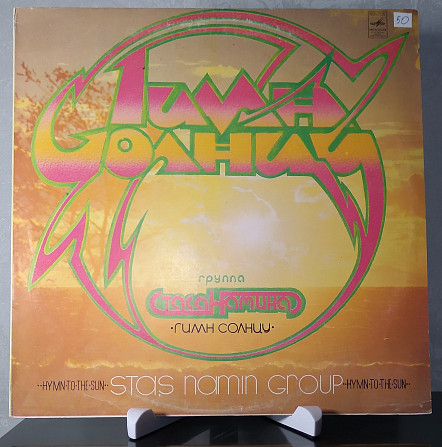 50
Гимн
Солнцу
группа
Стаса Намина
·Гимн Солнцу·
·HYMN·TO·THE·SUN· STAS NAMIN GROUP ·HYMN·TO·THE·SUN·